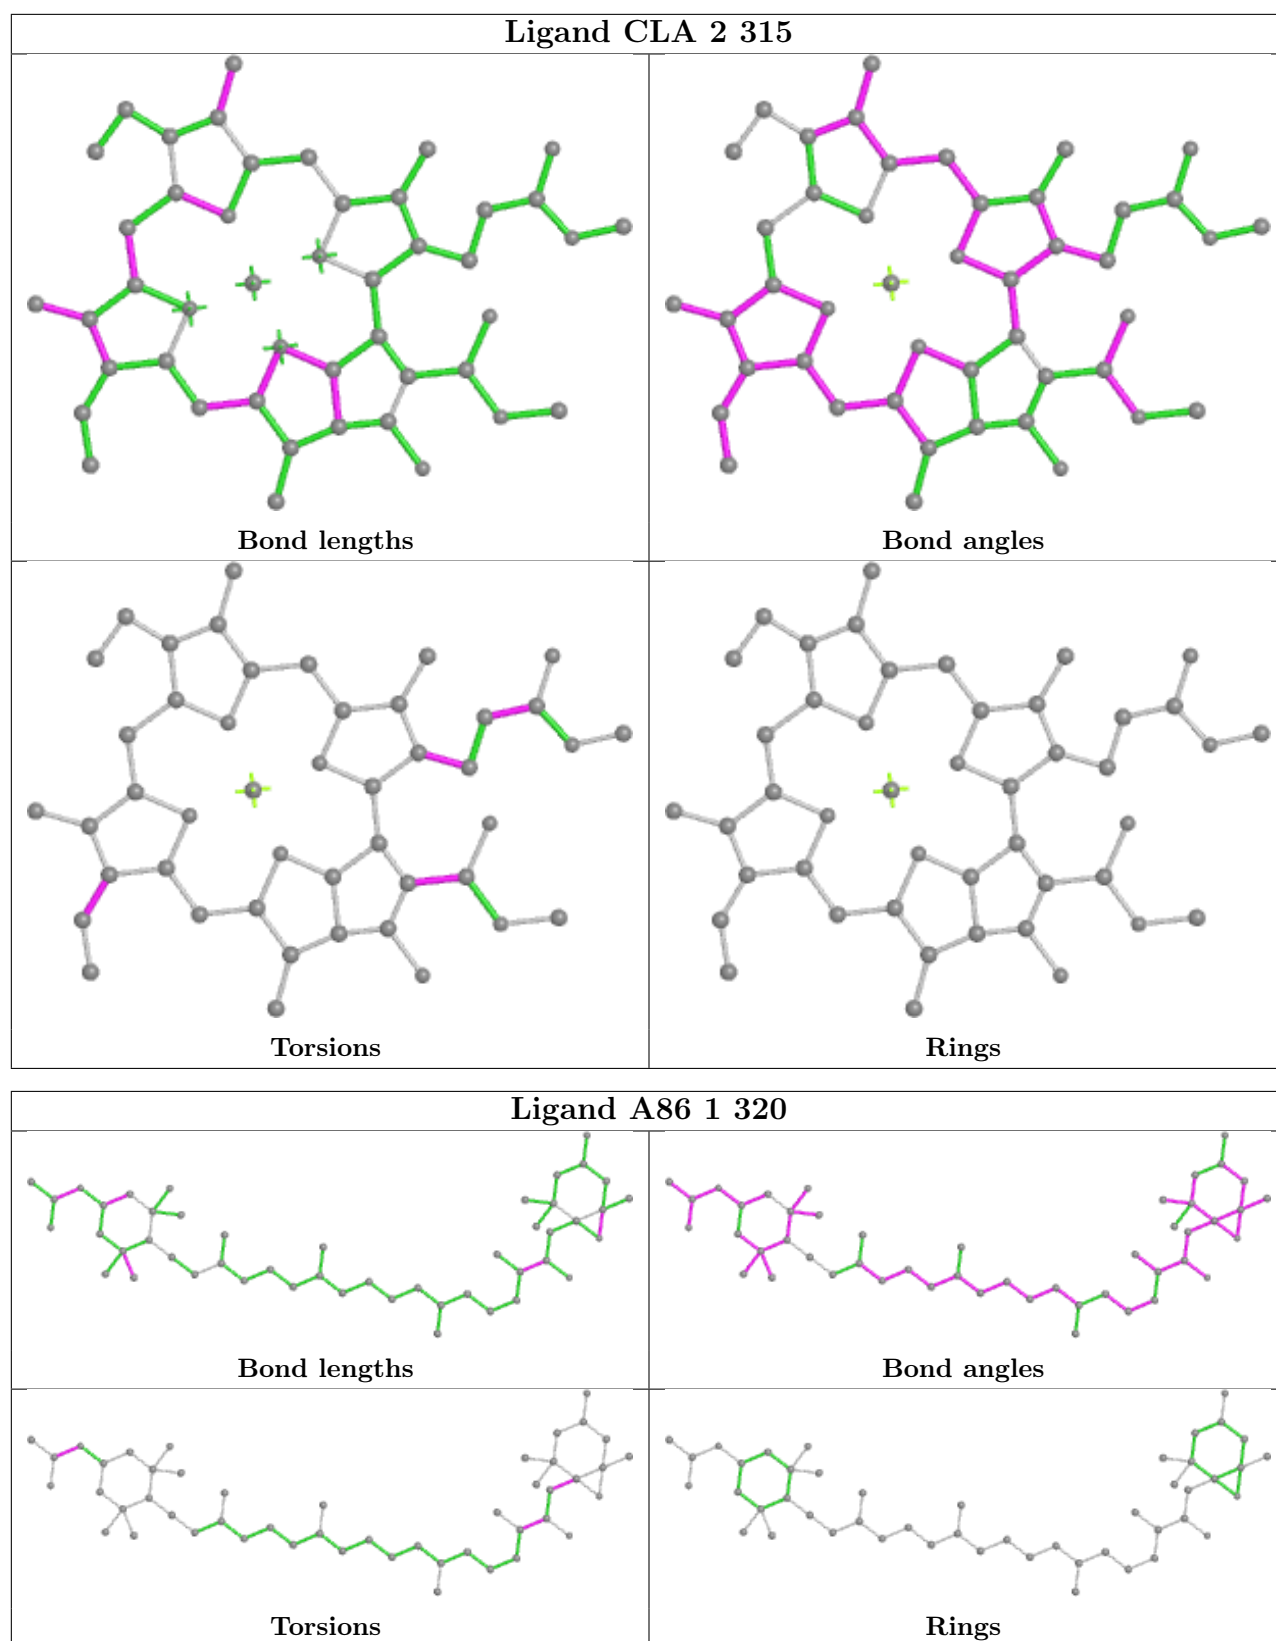 Ligand CLA 2 315
Bond lengths
Bond angles
Torsions
Rings
Ligand A86 1 320
Bond lengths
Bond angles
Torsions
Rings